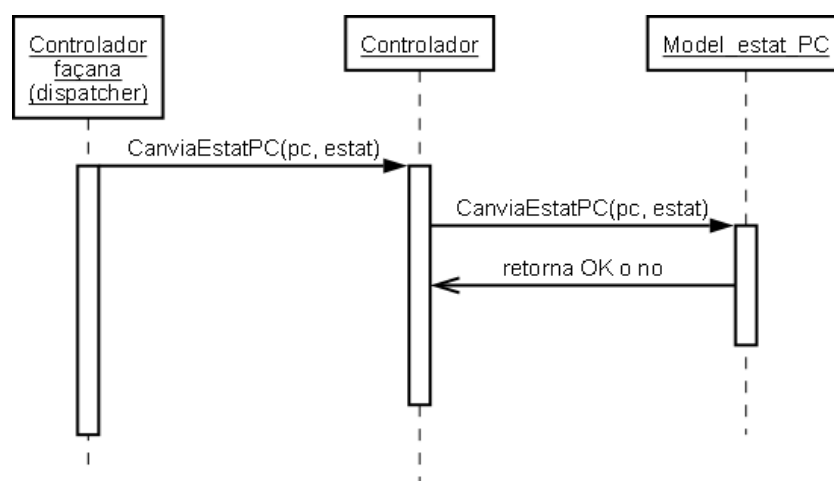 Controlador
façana
(dispatcher)
Controlador
Model_estat_PC
CanviaEstatPC(pc, estat)
CanviaEstatPC(pc, estat)
retorna OK o no